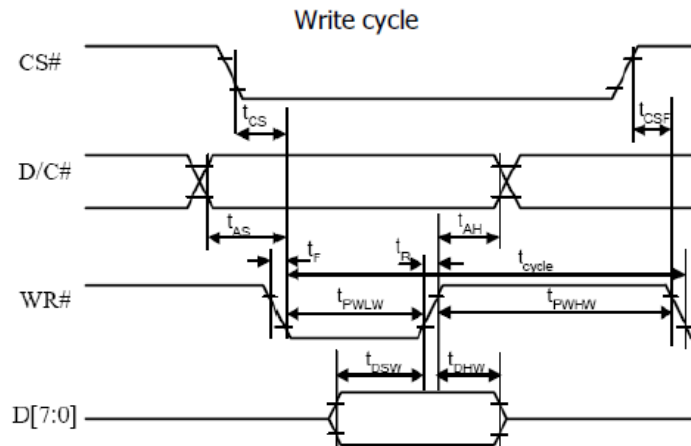 Write cycle
CS#
tCS
tCSF
D/C#
tAS
tAH
tF
tR
tcycle
WR#
tPWLW
tPWHW
tDSW
tDHW
D[7:0]